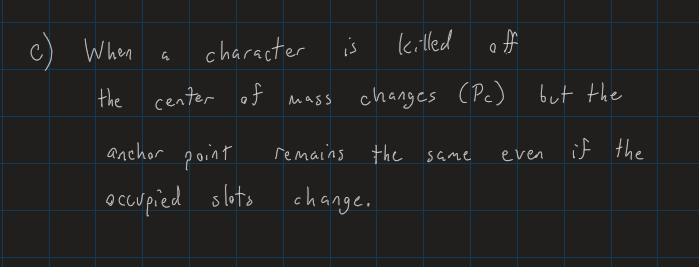 c) When a character is killed off
the center of mass changes (Pc) but the
anchor point remains the same even if the
occupied slots change.